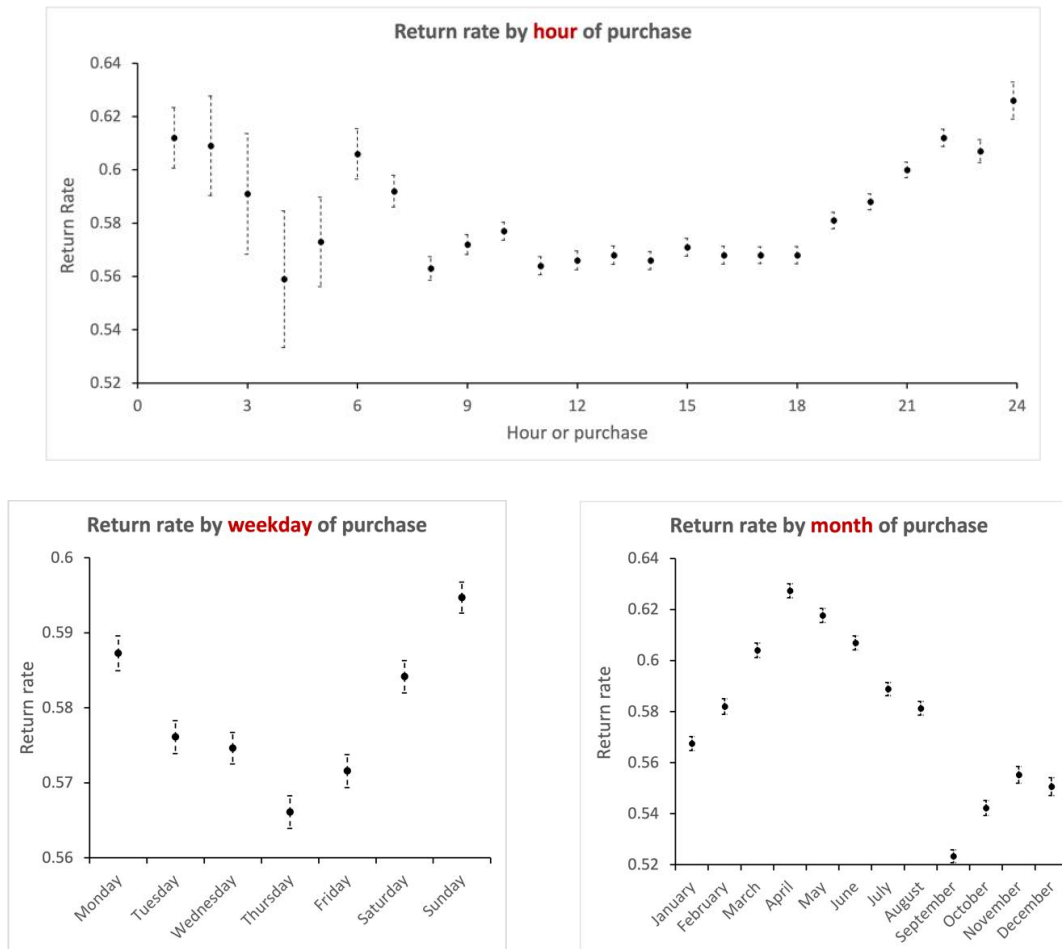 Return rate by hour of purchase
0.64
0.62
0.6
0.58
0.56
0.54
0.52
Return Rate
0 3 6 9 12 15 18 21 24
Hour or purchase
Return rate by weekday of purchase
0.6
0.59
0.58
0.57
0.56
Return rate
Monday Tuesday Wednesday Thursday Friday Saturday Sunday
Return rate by month of purchase
0.64
0.62
0.6
0.58
0.56
0.54
0.52
Return rate
January February March April May June July August September October November December